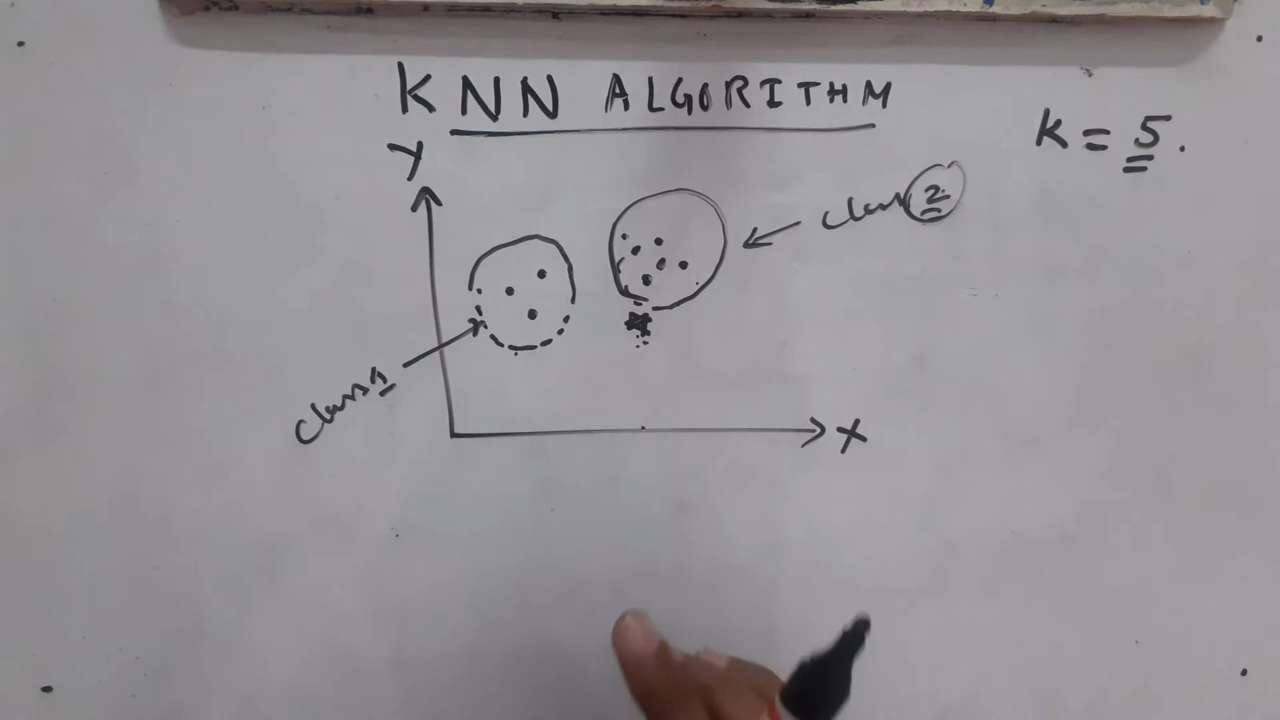 KNN ALGORITHM
K = 5.
Y
class 2
class 1
X